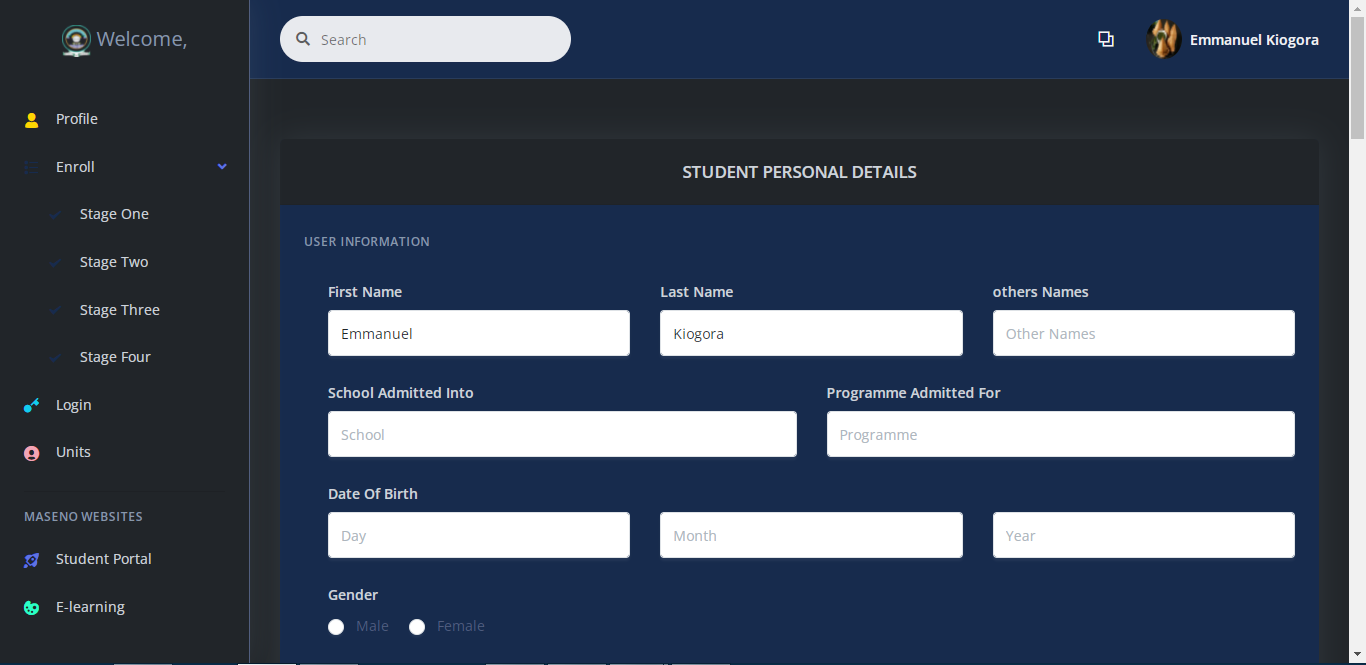 Welcome,
Search
Emmanuel Kiogora
Profile
Enroll
Stage One
Stage Two
Stage Three
Stage Four
Login
Units
MASENO WEBSITES
Student Portal
E-learning
STUDENT PERSONAL DETAILS
USER INFORMATION
First Name Last Name others Names
Emmanuel Kiogora Other Names
School Admitted Into Programme Admitted For
School Programme
Date Of Birth
Day Month Year
Gender
Male Female